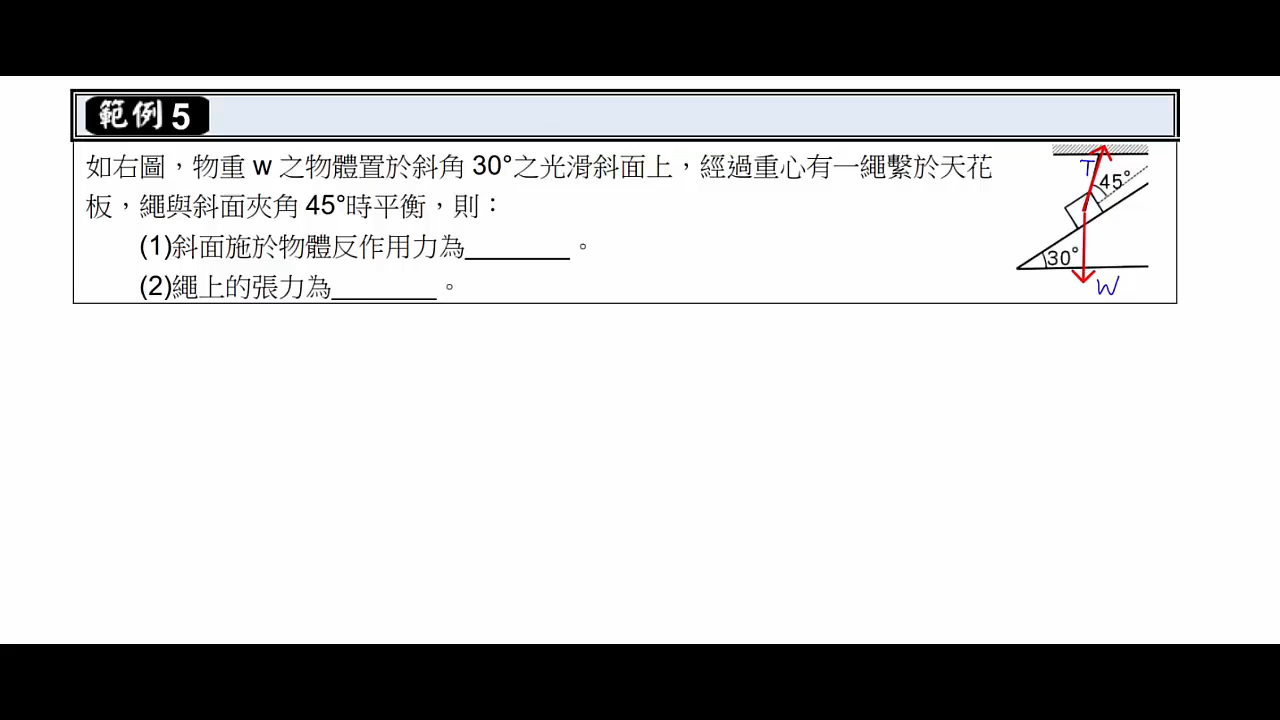 範例 5
如右圖，物重 w 之物體置於斜角 30°之光滑斜面上，經過重心有一繩繫於天花
板，繩與斜面夾角 45°時平衡，則：
(1)斜面施於物體反作用力為_______。
(2)繩上的張力為_______。
T
45°
30°
W